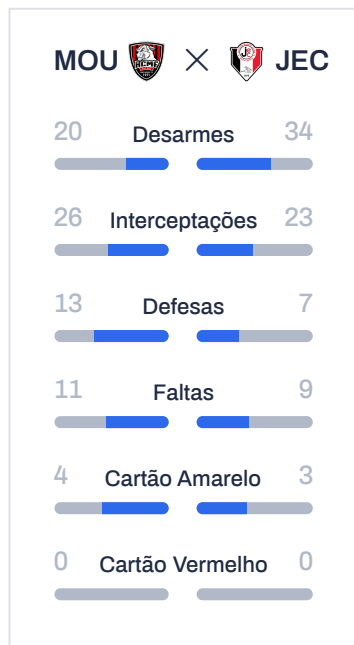 MOU JEC
20 Desarmes 34
26 Interceptações 23
13 Defesas 7
11 Faltas 9
4 Cartão Amarelo 3
0 Cartão Vermelho 0